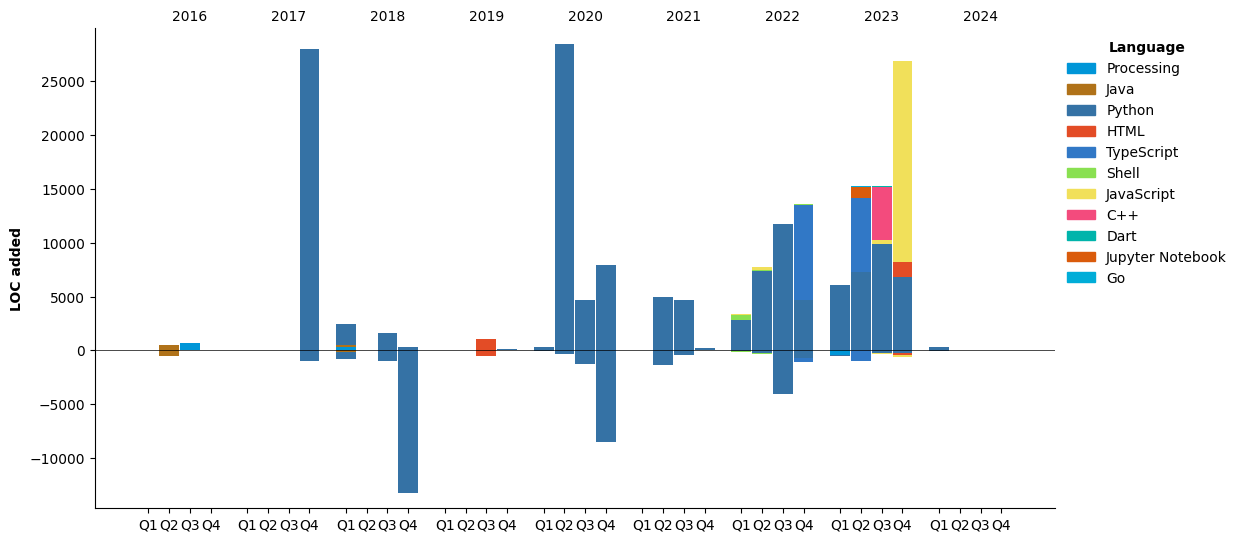 2016 2017 2018 2019 2020 2021 2022 2023 2024
Language
Processing
Java
Python
HTML
TypeScript
Shell
JavaScript
C++
Dart
Jupyter Notebook
Go
LOC added
25000
20000
15000
10000
5000
0
−5000
−10000
Q1 Q2 Q3 Q4 Q1 Q2 Q3 Q4 Q1 Q2 Q3 Q4 Q1 Q2 Q3 Q4 Q1 Q2 Q3 Q4 Q1 Q2 Q3 Q4 Q1 Q2 Q3 Q4 Q1 Q2 Q3 Q4 Q1 Q2 Q3 Q4